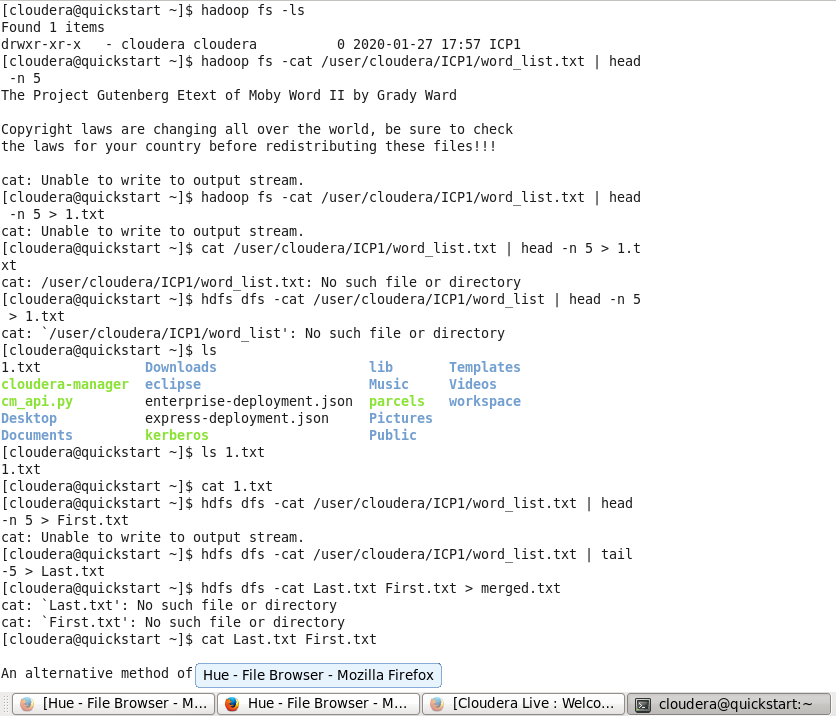 [cloudera@quickstart ~]$ hadoop fs -ls
Found 1 items
drwxr-xr-x   - cloudera cloudera          0 2020-01-27 17:57 ICP1
[cloudera@quickstart ~]$ hadoop fs -cat /user/cloudera/ICP1/word_list.txt | head
 -n 5
The Project Gutenberg Etext of Moby Word II by Grady Ward

Copyright laws are changing all over the world, be sure to check
the laws for your country before redistributing these files!!!

cat: Unable to write to output stream.
[cloudera@quickstart ~]$ hadoop fs -cat /user/cloudera/ICP1/word_list.txt | head
 -n 5 > 1.txt
cat: Unable to write to output stream.
[cloudera@quickstart ~]$ cat /user/cloudera/ICP1/word_list.txt | head -n 5 > 1.t
xt
cat: /user/cloudera/ICP1/word_list.txt: No such file or directory
[cloudera@quickstart ~]$ hdfs dfs -cat /user/cloudera/ICP1/word_list | head -n 5
 > 1.txt
cat: `/user/cloudera/ICP1/word_list': No such file or directory
[cloudera@quickstart ~]$ ls
1.txt             Downloads                   lib       Templates
cloudera-manager  eclipse                     Music     Videos
cm_api.py         enterprise-deployment.json  parcels   workspace
Desktop           express-deployment.json     Pictures
Documents         kerberos                    Public
[cloudera@quickstart ~]$ ls 1.txt
1.txt
[cloudera@quickstart ~]$ cat 1.txt
[cloudera@quickstart ~]$ hdfs dfs -cat /user/cloudera/ICP1/word_list.txt | head 
-n 5 > First.txt
cat: Unable to write to output stream.
[cloudera@quickstart ~]$ hdfs dfs -cat /user/cloudera/ICP1/word_list.txt | tail 
-5 > Last.txt
[cloudera@quickstart ~]$ hdfs dfs -cat Last.txt First.txt > merged.txt
cat: `Last.txt': No such file or directory
cat: `First.txt': No such file or directory
[cloudera@quickstart ~]$ cat Last.txt First.txt

An alternative method of
Hue - File Browser - Mozilla Firefox
[Hue - File Browser - M... Hue - File Browser - M... [Cloudera Live : Welco... cloudera@quickstart:~